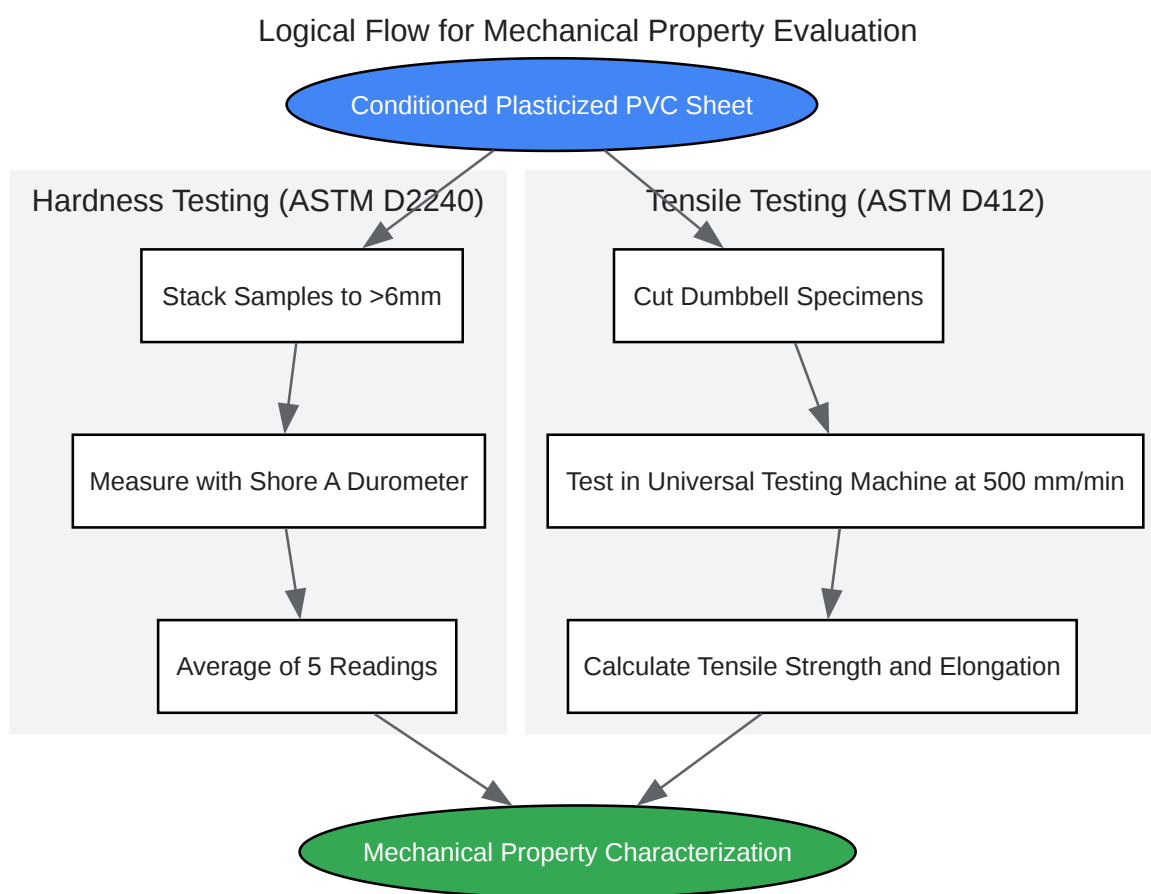 Logical Flow for Mechanical Property Evaluation
Conditioned Plasticized PVC Sheet
Hardness Testing (ASTM D2240)
Stack Samples to >6mm
Measure with Shore A Durometer
Average of 5 Readings
Tensile Testing (ASTM D412)
Cut Dumbbell Specimens
Test in Universal Testing Machine at 500 mm/min
Calculate Tensile Strength and Elongation
Mechanical Property Characterization